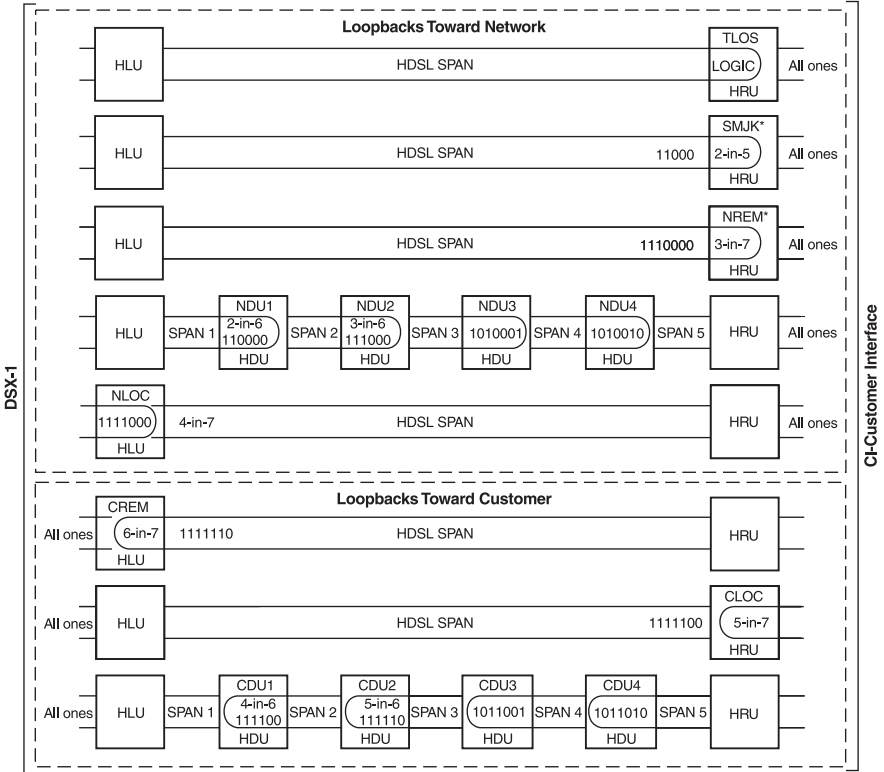 Loopbacks Toward Network
HLU
HDSL SPAN
TLOS
LOGIC
HRU
All ones
HLU
HDSL SPAN
11000
SMJK*
2-in-5
HRU
All ones
HLU
HDSL SPAN
1110000
NREM*
3-in-7
HRU
All ones
HLU
SPAN 1
NDU1
2-in-6
110000
HDU
SPAN 2
NDU2
3-in-6
111000
HDU
SPAN 3
NDU3
1010001
HDU
SPAN 4
NDU4
1010010
HDU
SPAN 5
HRU
All ones
NLOC
1111000
HLU
4-in-7
HDSL SPAN
HRU
All ones
DSX-1
CI-Customer Interface
Loopbacks Toward Customer
All ones
CREM
6-in-7
HLU
1111110
HDSL SPAN
HRU
All ones
HLU
HDSL SPAN
1111100
CLOC
5-in-7
HRU
All ones
HLU
SPAN 1
CDU1
4-in-6
111100
HDU
SPAN 2
CDU2
5-in-6
111110
HDU
SPAN 3
CDU3
1011001
HDU
SPAN 4
CDU4
1011010
HDU
SPAN 5
HRU